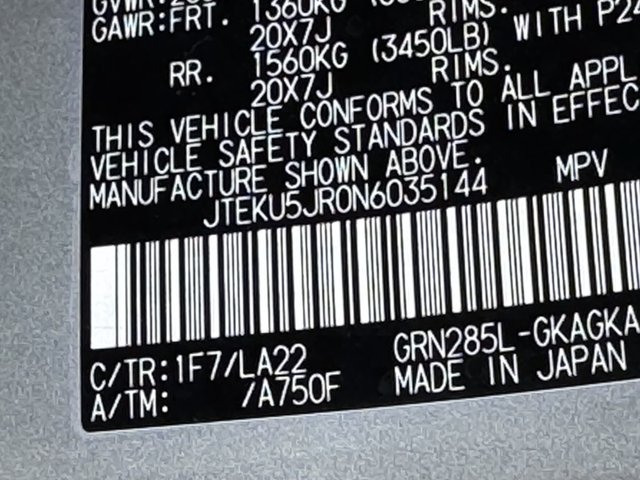 GAWR:FRT. 1360KG
20X7J RIMS.
RR. 1560KG (3450LB) WITH P24
20X7J RIMS.
THIS VEHICLE CONFORMS TO ALL APPL
VEHICLE SAFETY STANDARDS IN EFFEC
MANUFACTURE SHOWN ABOVE.
JTEKU5JR0N6035144 MPV
C/TR:1F7/LA22 GRN285L-GKAGKA
A/TM: /A750F MADE IN JAPAN